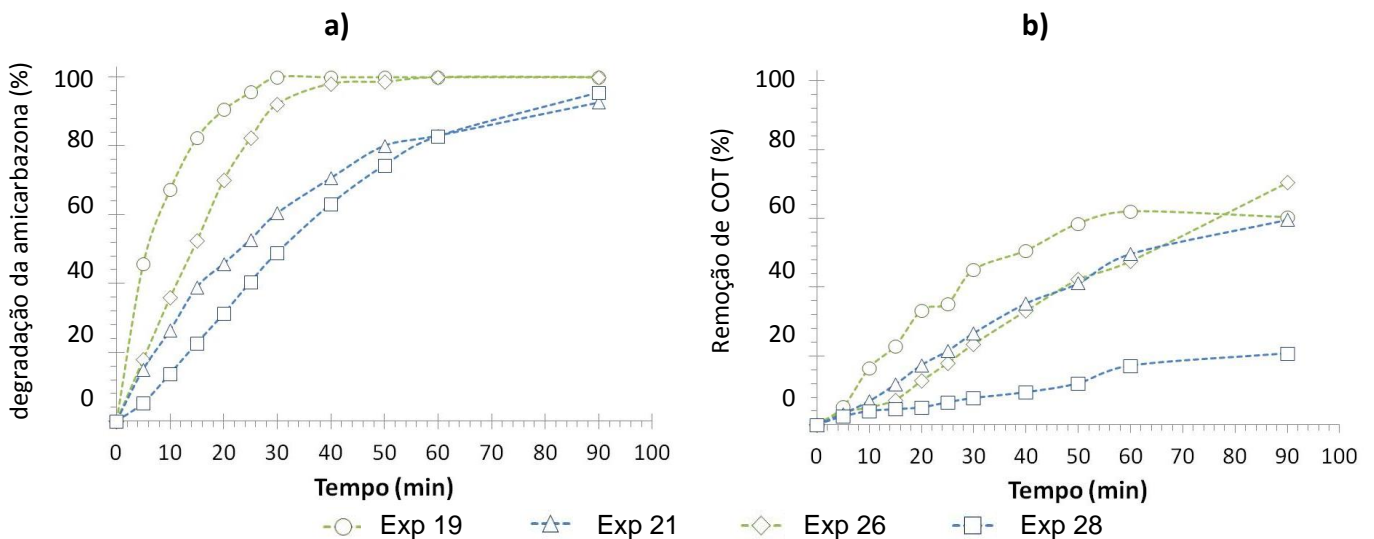 a)
degradação da amicarbazona (%)
100
80
60
40
20
0
0 10 20 30 40 50 60 70 80 90 100
Tempo (min)
b)
Remoção de COT (%)
100
80
60
40
20
0
0 10 20 30 40 50 60 70 80 90 100
Tempo (min)
Exp 19 Exp 21 Exp 26 Exp 28